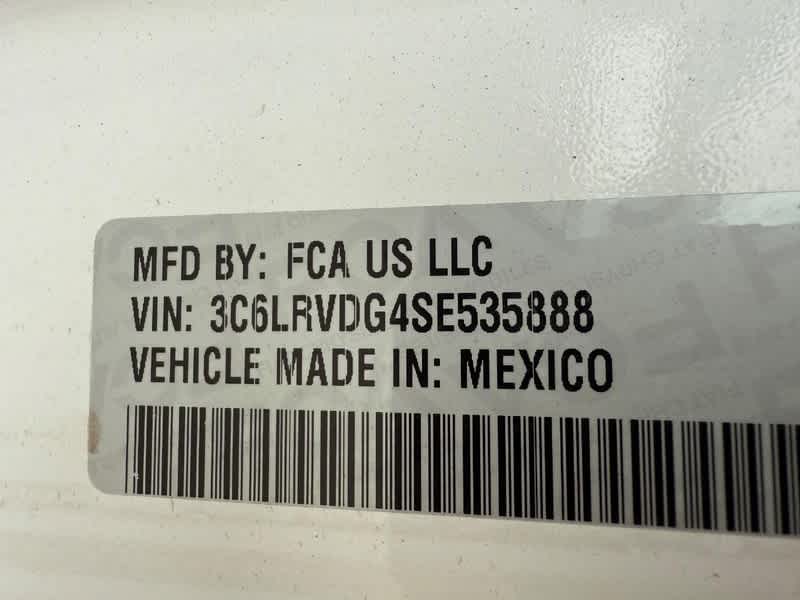 MFD BY: FCA US LLC
VIN: 3C6LRVDG4SE535888
VEHICLE MADE IN: MEXICO